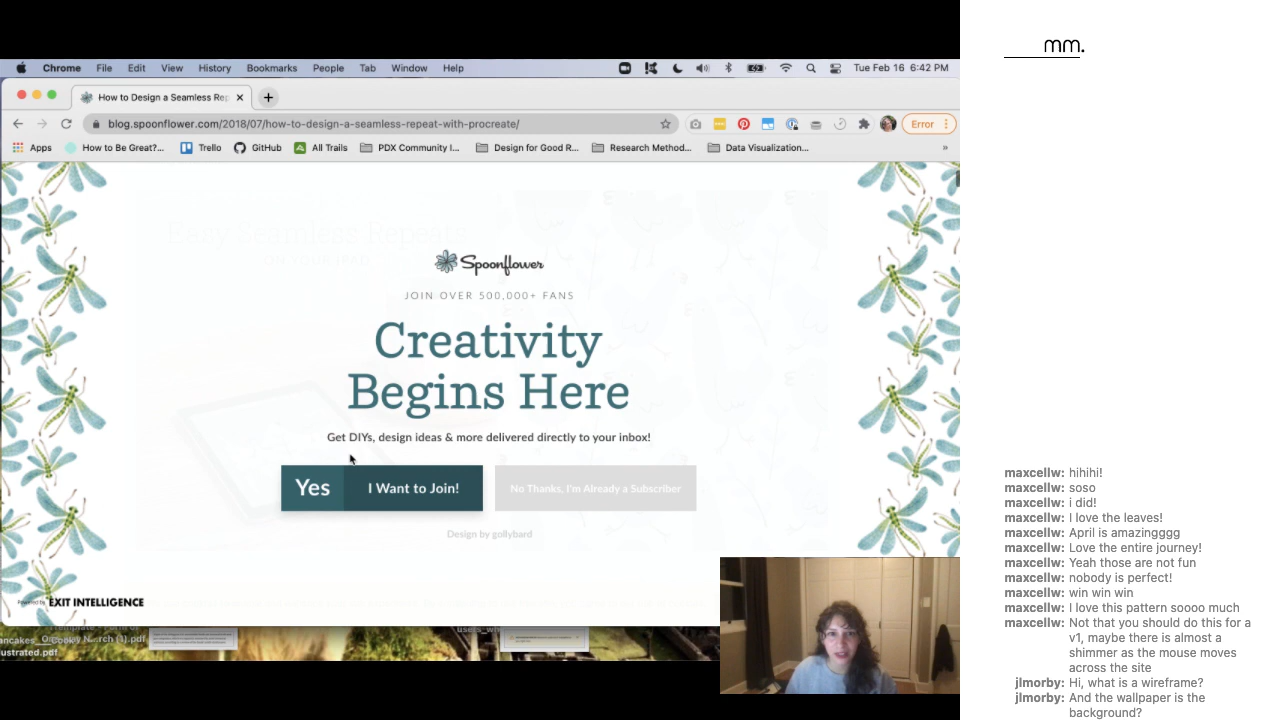 mm.
Chrome File Edit View History Bookmarks People Tab Window Help Tue Feb 16 6:42 PM
How to Design a Seamless Rep
blog.spoonflower.com/2018/07/how-to-design-a-seamless-repeat-with-procreate/ Error
Apps How to Be Great?... Trello GitHub All Trails PDX Community I... Design for Good R... Research Method... Data Visualization... »
Easy Seamless Repeats
Spoonflower
JOIN OVER 500,000+ FANS
Creativity
Begins Here
Get DIYs, design ideas & more delivered directly to your inbox!
Yes I Want to Join! No Thanks, I'm Already a Subscriber
Design by gollybard
Powered by EXIT INTELLIGENCE
ustrated.pdf
maxcellw: hihihi!
maxcellw: soso
maxcellw: i did!
maxcellw: I love the leaves!
maxcellw: April is amazingggg
maxcellw: Love the entire journey!
maxcellw: Yeah those are not fun
maxcellw: nobody is perfect!
maxcellw: win win win
maxcellw: I love this pattern soooo much
maxcellw: Not that you should do this for a
v1, maybe there is almost a
shimmer as the mouse moves
across the site
jlmorby: Hi, what is a wireframe?
jlmorby: And the wallpaper is the
background?